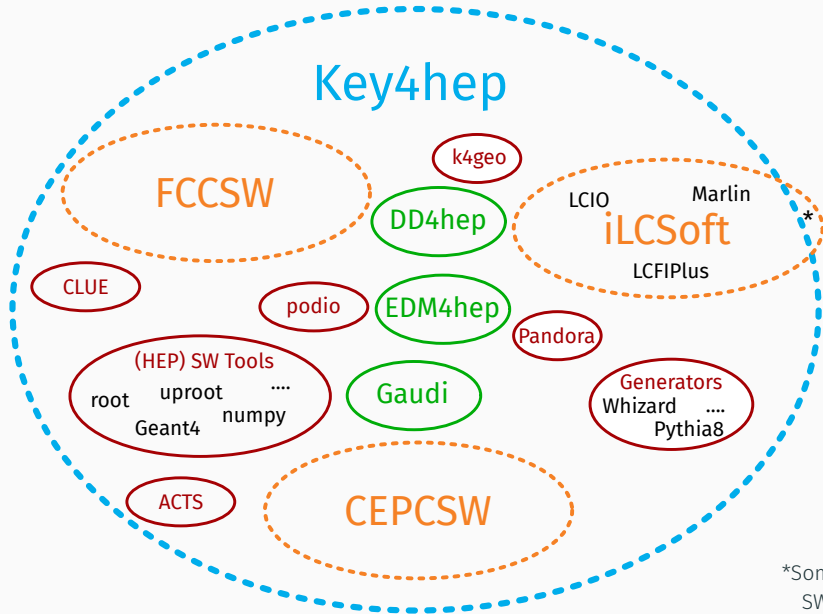 Key4hep
k4geo
FCCSW
DD4hep
LCIO
Marlin
*
iLCSoft
LCFIPlus
CLUE
podio
EDM4hep
Pandora
(HEP) SW Tools
root uproot ....
Geant4 numpy
Gaudi
Generators
Whizard ....
Pythia8
ACTS
CEPCSW
SW